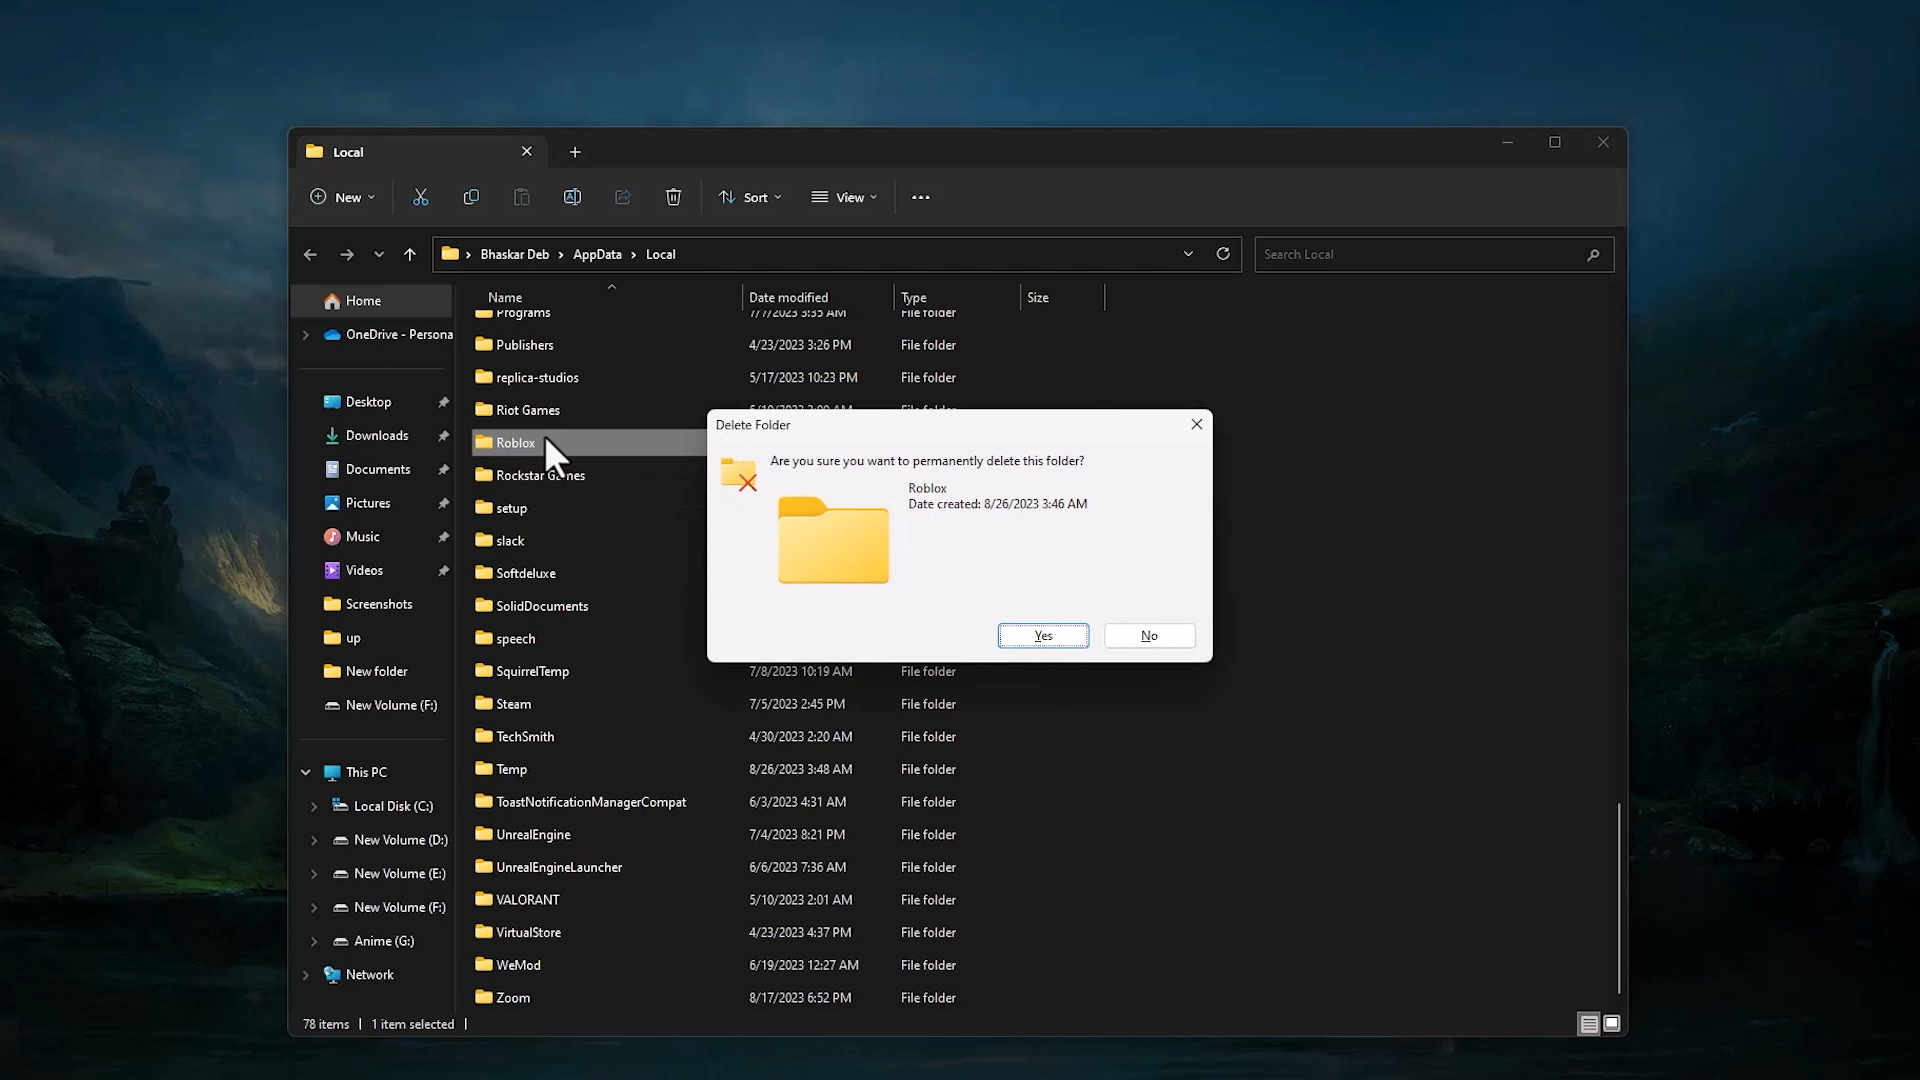 Local
New
Sort
View
Bhaskar Deb > AppData > Local
Search Local
Home
OneDrive - Persona
Desktop
Downloads
Documents
Pictures
Music
Videos
Screenshots
up
New folder
New Volume (F:)
This PC
Local Disk (C:)
New Volume (D:)
New Volume (E:)
New Volume (F:)
Anime (G:)
Network
Name Date modified Type Size
Programs 7/7/2023 3:35 AM File folder
Publishers 4/23/2023 3:26 PM File folder
replica-studios 5/17/2023 10:23 PM File folder
Riot Games
Roblox
Rockstar Games
setup
slack
Softdeluxe
SolidDocuments
speech
SquirrelTemp 7/8/2023 10:19 AM File folder
Steam 7/5/2023 2:45 PM File folder
TechSmith 4/30/2023 2:20 AM File folder
Temp 8/26/2023 3:48 AM File folder
ToastNotificationManagerCompat 6/3/2023 4:31 AM File folder
UnrealEngine 7/4/2023 8:21 PM File folder
UnrealEngineLauncher 6/6/2023 7:36 AM File folder
VALORANT 5/10/2023 2:01 AM File folder
VirtualStore 4/23/2023 4:37 PM File folder
WeMod 6/19/2023 12:27 AM File folder
Zoom 8/17/2023 6:52 PM File folder
Delete Folder
Are you sure you want to permanently delete this folder?
Roblox
Date created: 8/26/2023 3:46 AM
Yes No
78 items | 1 item selected |